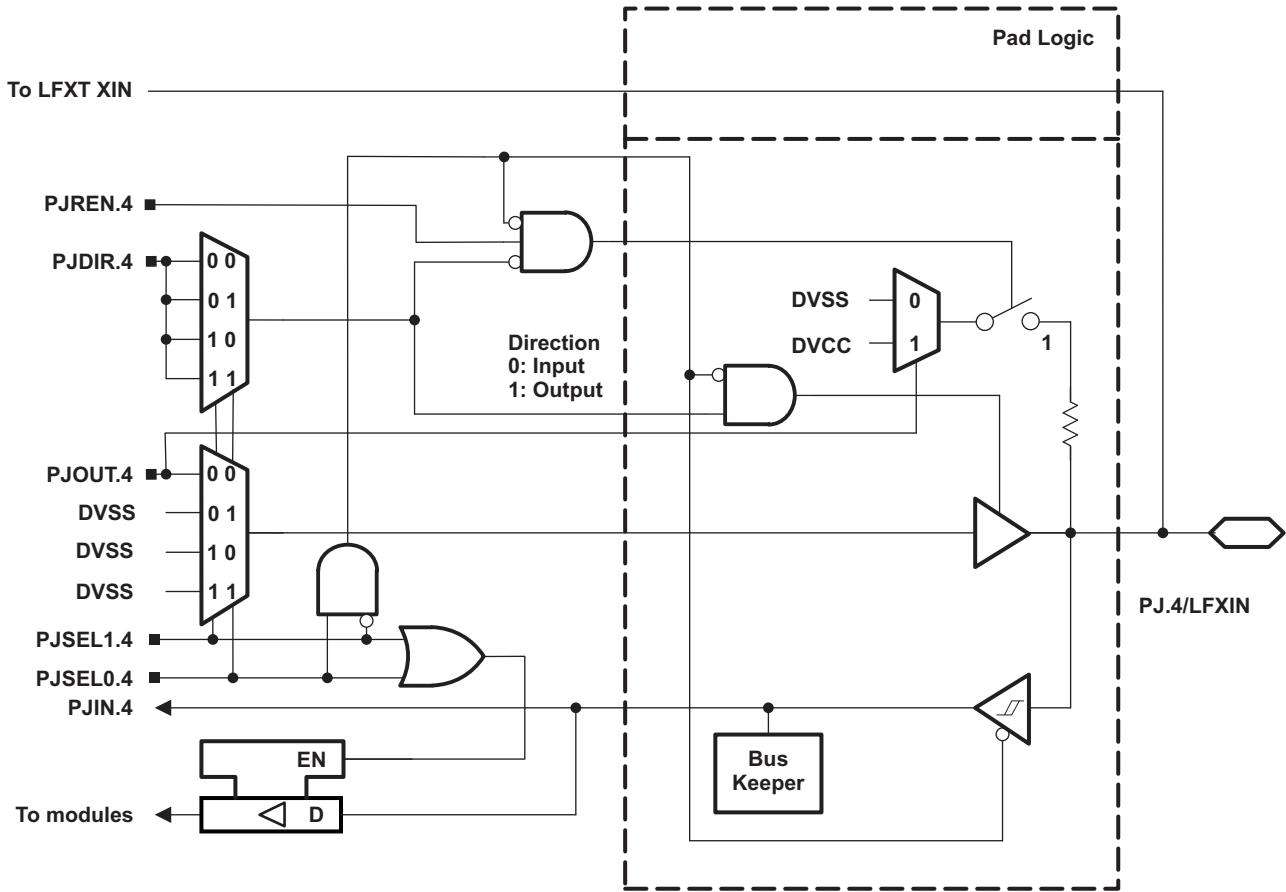 Pad Logic
To LFXT XIN
PJREN.4
PJDIR.4
0 0
0 1
1 0
1 1
Direction
0: Input
1: Output
DVSS
0
DVCC
1
1
PJOUT.4
0 0
DVSS
0 1
DVSS
1 0
DVSS
1 1
PJ.4/LFXIN
PJSEL1.4
PJSEL0.4
PJIN.4
EN
Bus
Keeper
To modules
D